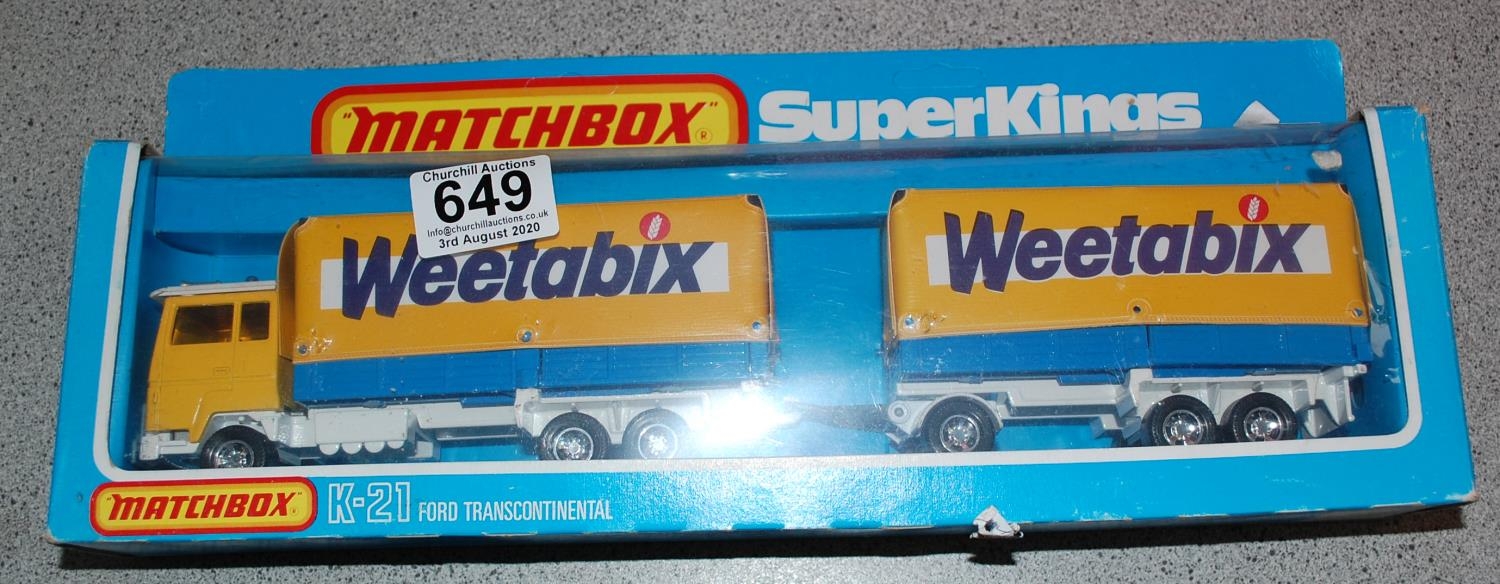 "MATCHBOX"®
SuperKings
Churchill Auctions
649
Info@churchillauctions.co.uk
3rd August 2020
Weetabix
Weetabix
"MATCHBOX"®
K-21 FORD TRANSCONTINENTAL